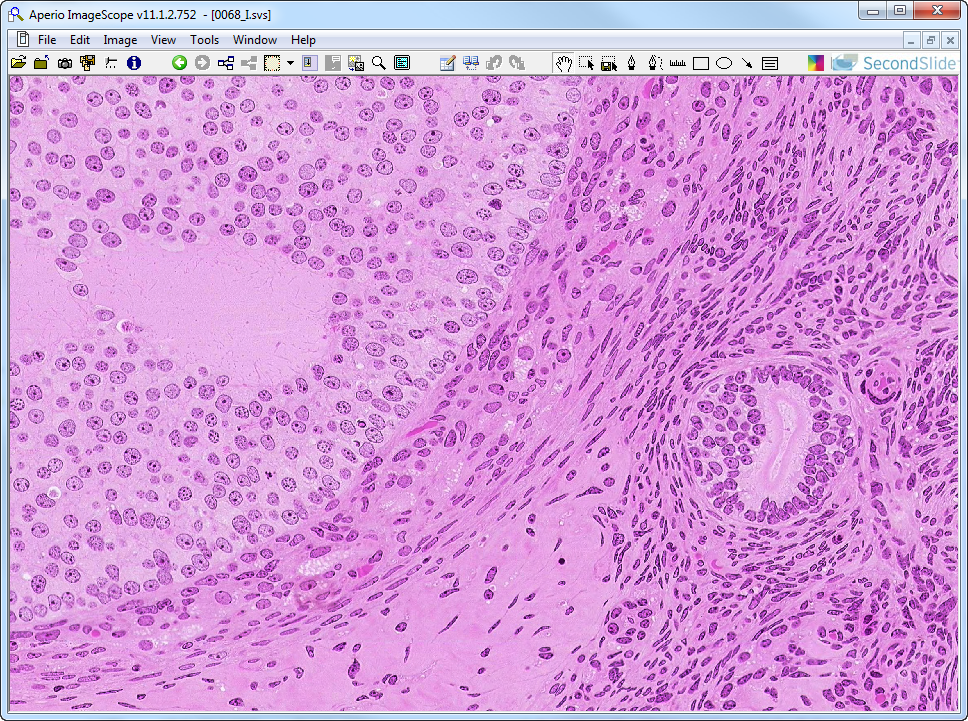 Aperio ImageScope v11.1.2.752 - [0068_I.svs]
File Edit Image View Tools Window Help
SecondSlide